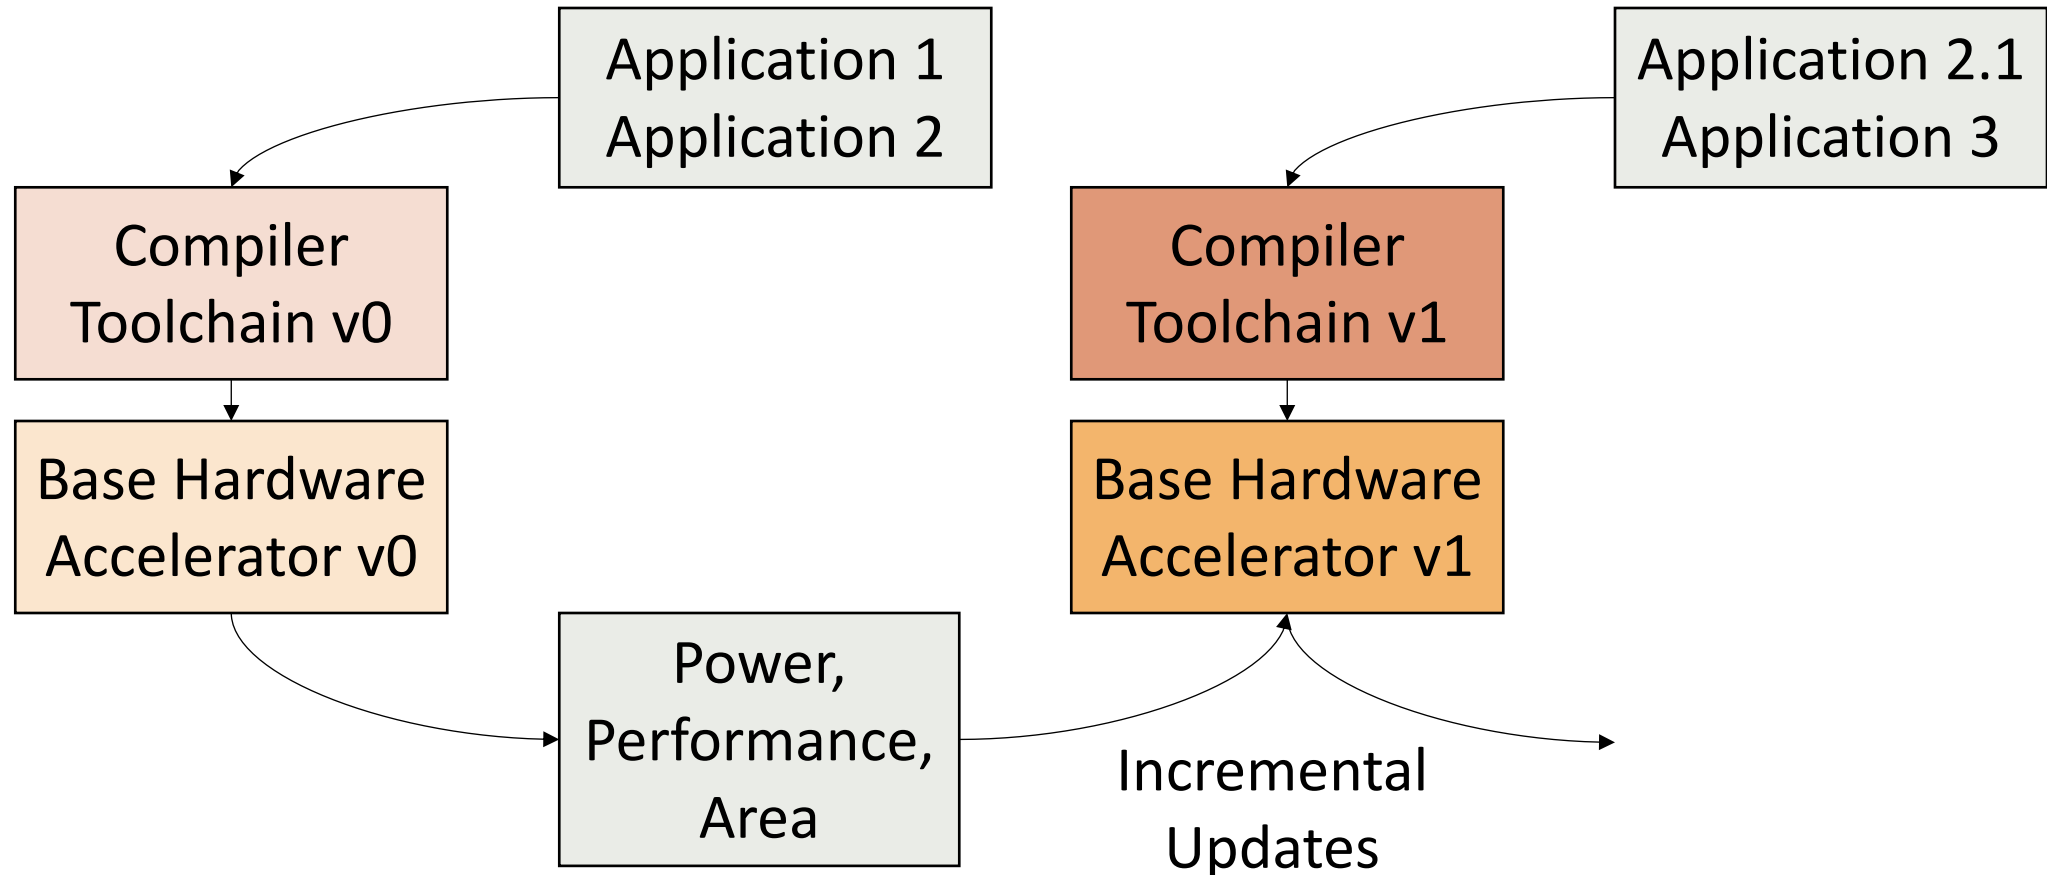 Application 1
Application 2
Application 2.1
Application 3
Compiler
Toolchain v0
Compiler
Toolchain v1
Base Hardware
Accelerator v0
Base Hardware
Accelerator v1
Power,
Performance,
Area
Incremental
Updates